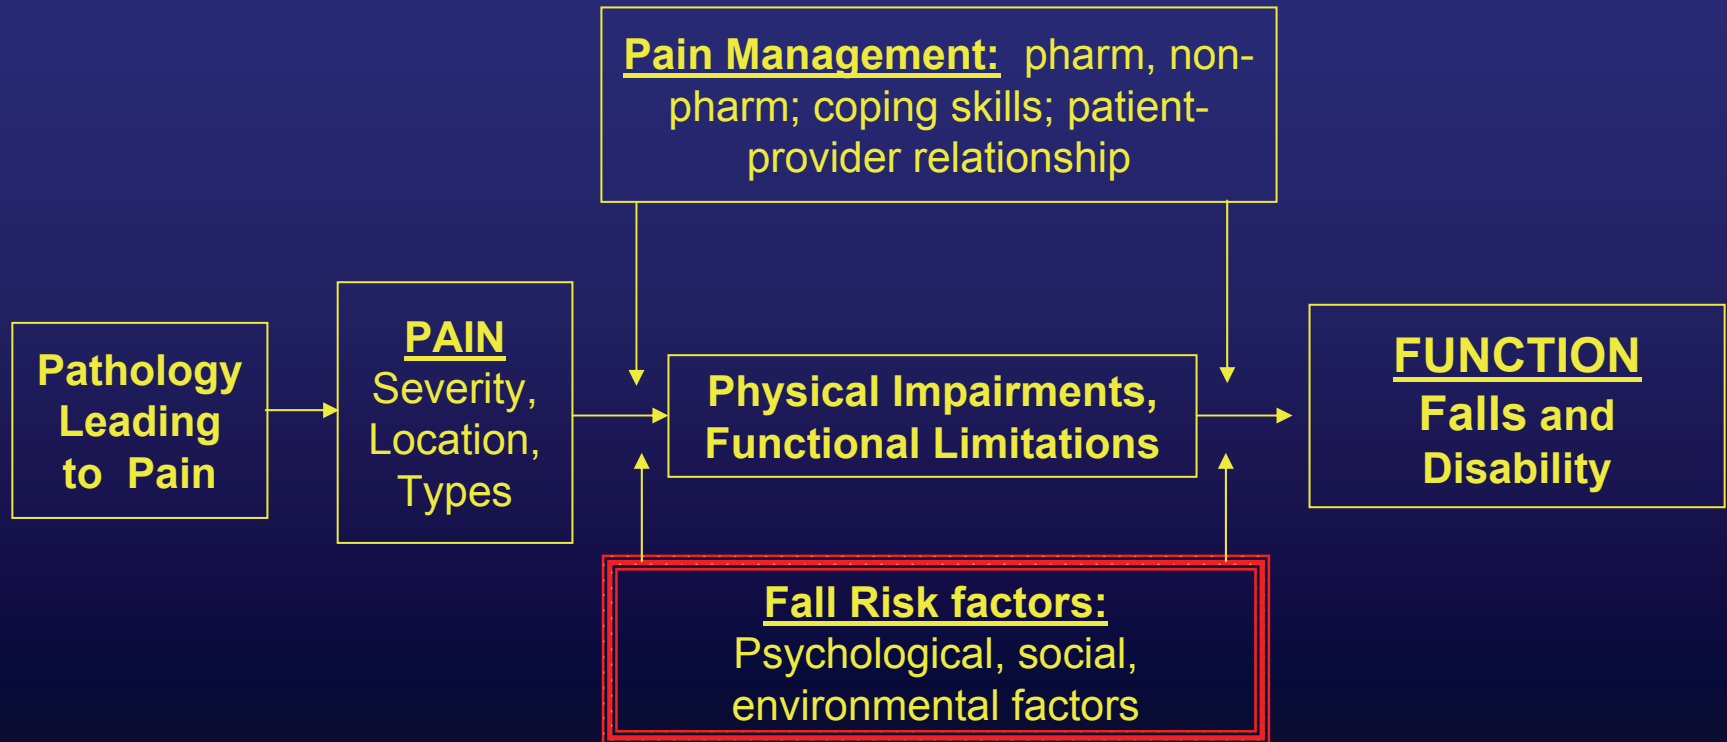 Pain Management: pharm, non-
pharm; coping skills; patient-
provider relationship
Pathology
Leading
to Pain
PAIN
Severity,
Location,
Types
Physical Impairments,
Functional Limitations
FUNCTION
Falls and
Disability
Fall Risk factors:
Psychological, social,
environmental factors